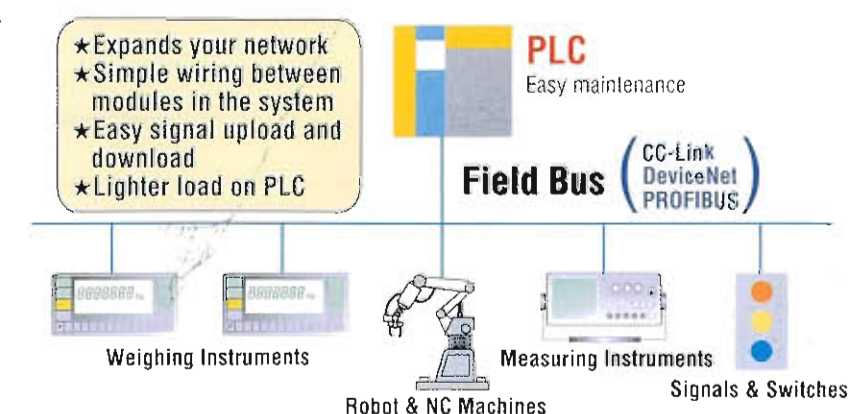 ★Expands your network
★Simple wiring between
modules in the system
★Easy signal upload and
download
★Lighter load on PLC
PLC
Easy maintenance
Field Bus
CC-Link
DeviceNet
PROFIBUS
Weighing Instruments
Robot & NC Machines
Measuring Instruments
Signals & Switches